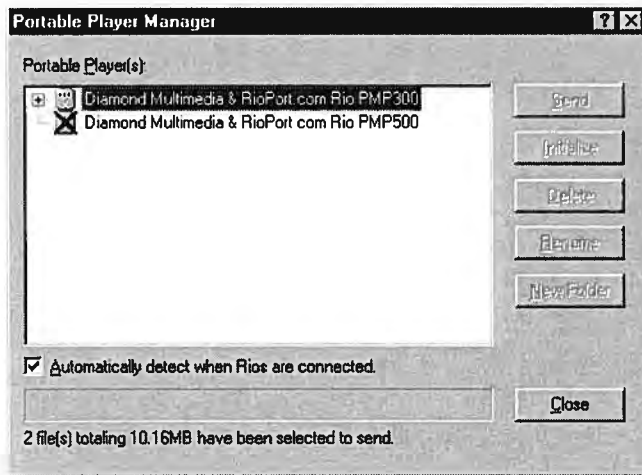 Portable Player Manager
Portable Player(s):
Diamond Multimedia & RioPort com Rio PMP300
Diamond Multimedia & RioPort com Rio PMP500
Send
Initialise
Delete
Rename
New Folder
Automatically detect when Rios are connected.
Close
2 file(s) totaling 10.16MB have been selected to send.